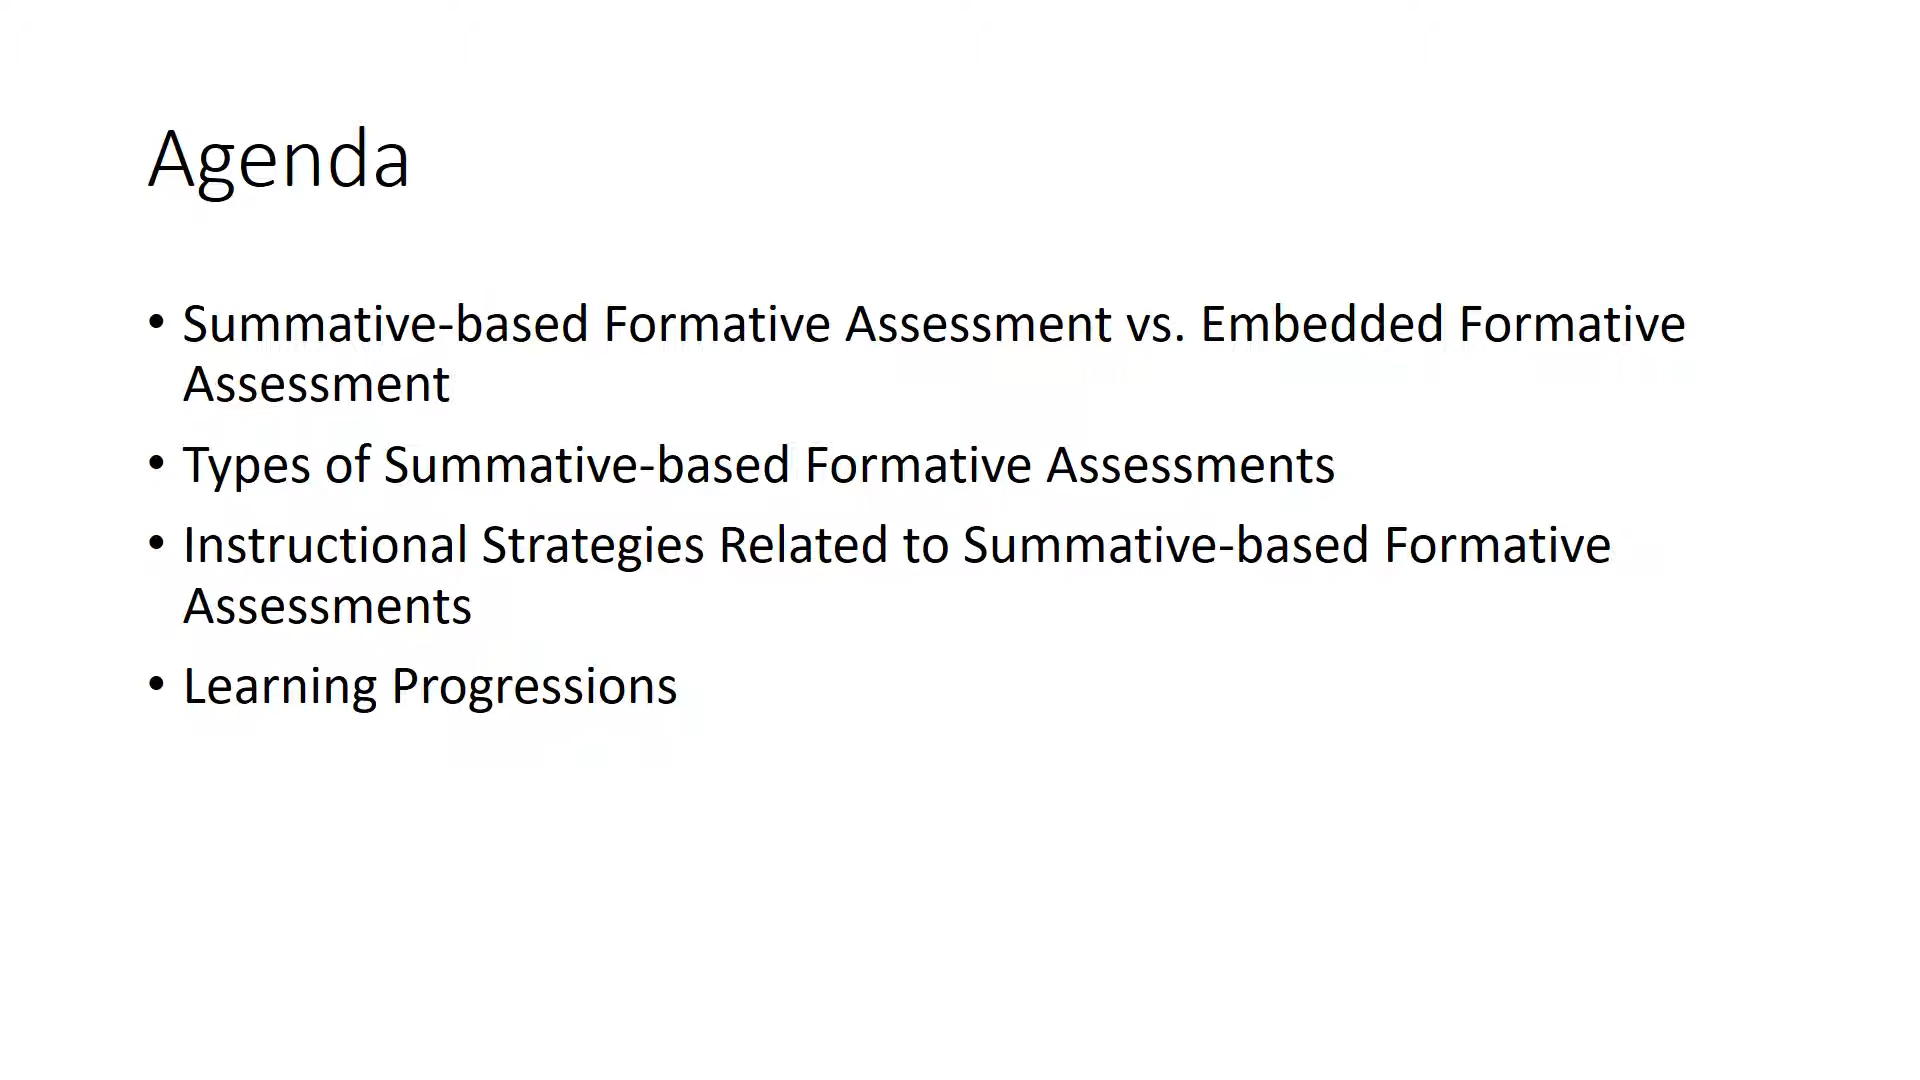 Agenda
• Summative-based Formative Assessment vs. Embedded Formative
Assessment
• Types of Summative-based Formative Assessments
• Instructional Strategies Related to Summative-based Formative
Assessments
• Learning Progressions